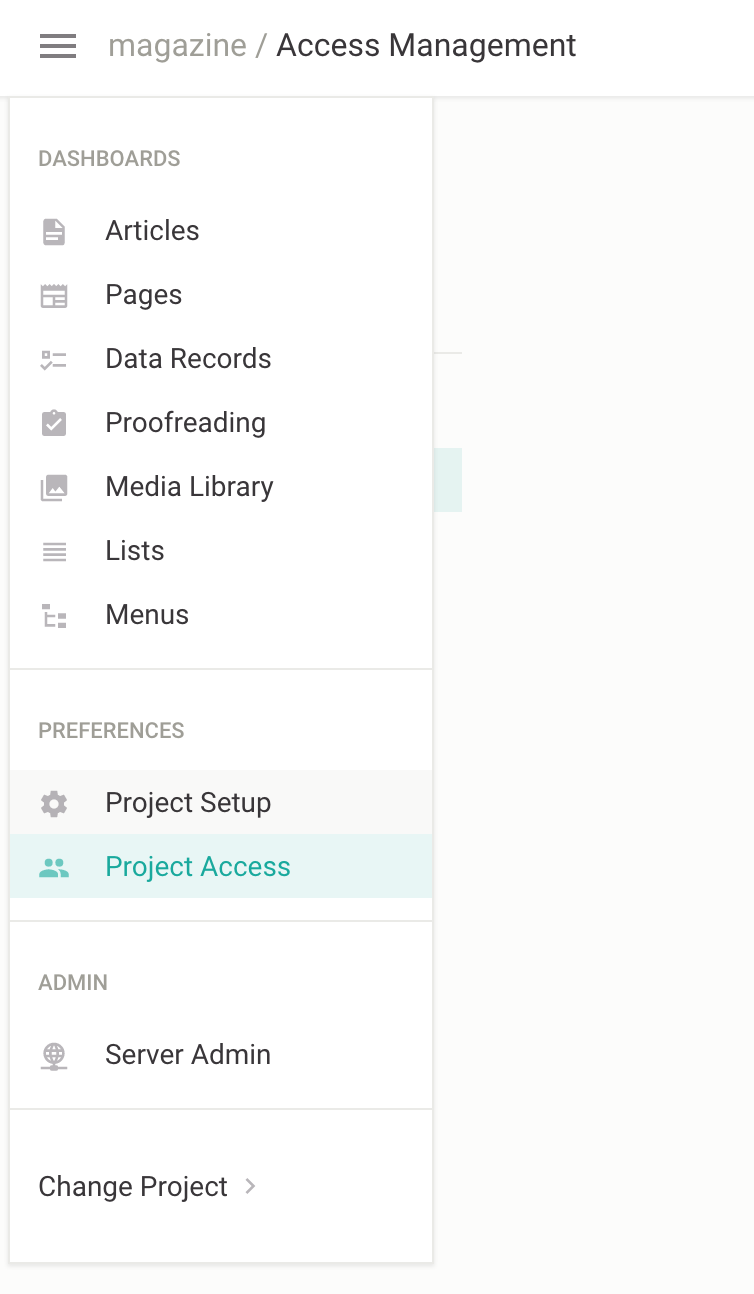 magazine / Access Management
DASHBOARDS
Articles
Pages
Data Records
Proofreading
Media Library
Lists
Menus
PREFERENCES
Project Setup
Project Access
ADMIN
Server Admin
Change Project